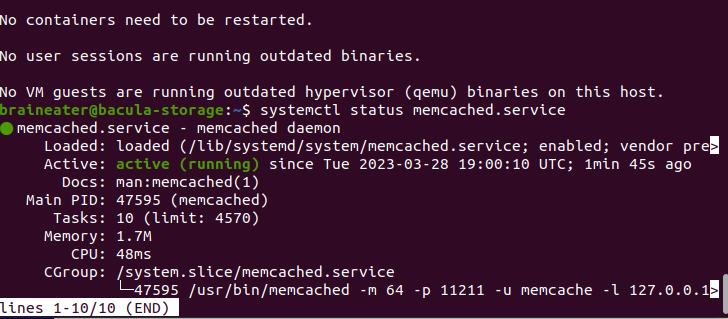 No containers need to be restarted.
No user sessions are running outdated binaries.
No VM guests are running outdated hypervisor (qemu) binaries on this host.
braineater@bacula-storage:~$ systemctl status memcached.service
● memcached.service - memcached daemon
Loaded: loaded (/lib/systemd/system/memcached.service; enabled; vendor pre>
Active: active (running) since Tue 2023-03-28 19:00:10 UTC; 1min 45s ago
Docs: man:memcached(1)
Main PID: 47595 (memcached)
Tasks: 10 (limit: 4570)
Memory: 1.7M
CPU: 48ms
CGroup: /system.slice/memcached.service
└─47595 /usr/bin/memcached -m 64 -p 11211 -u memcache -l 127.0.0.1>
lines 1-10/10 (END)